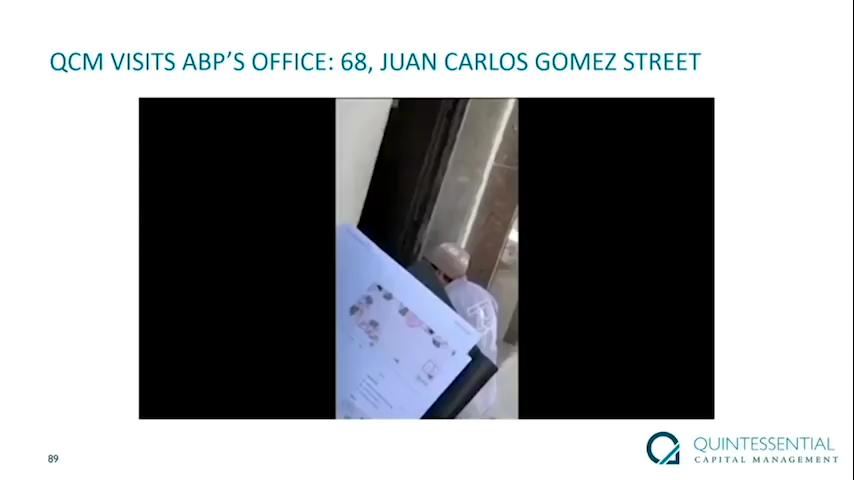 QCM VISITS ABP'S OFFICE: 68, JUAN CARLOS GOMEZ STREET
89
QUINTESSENTIAL
CAPITAL MANAGEMENT